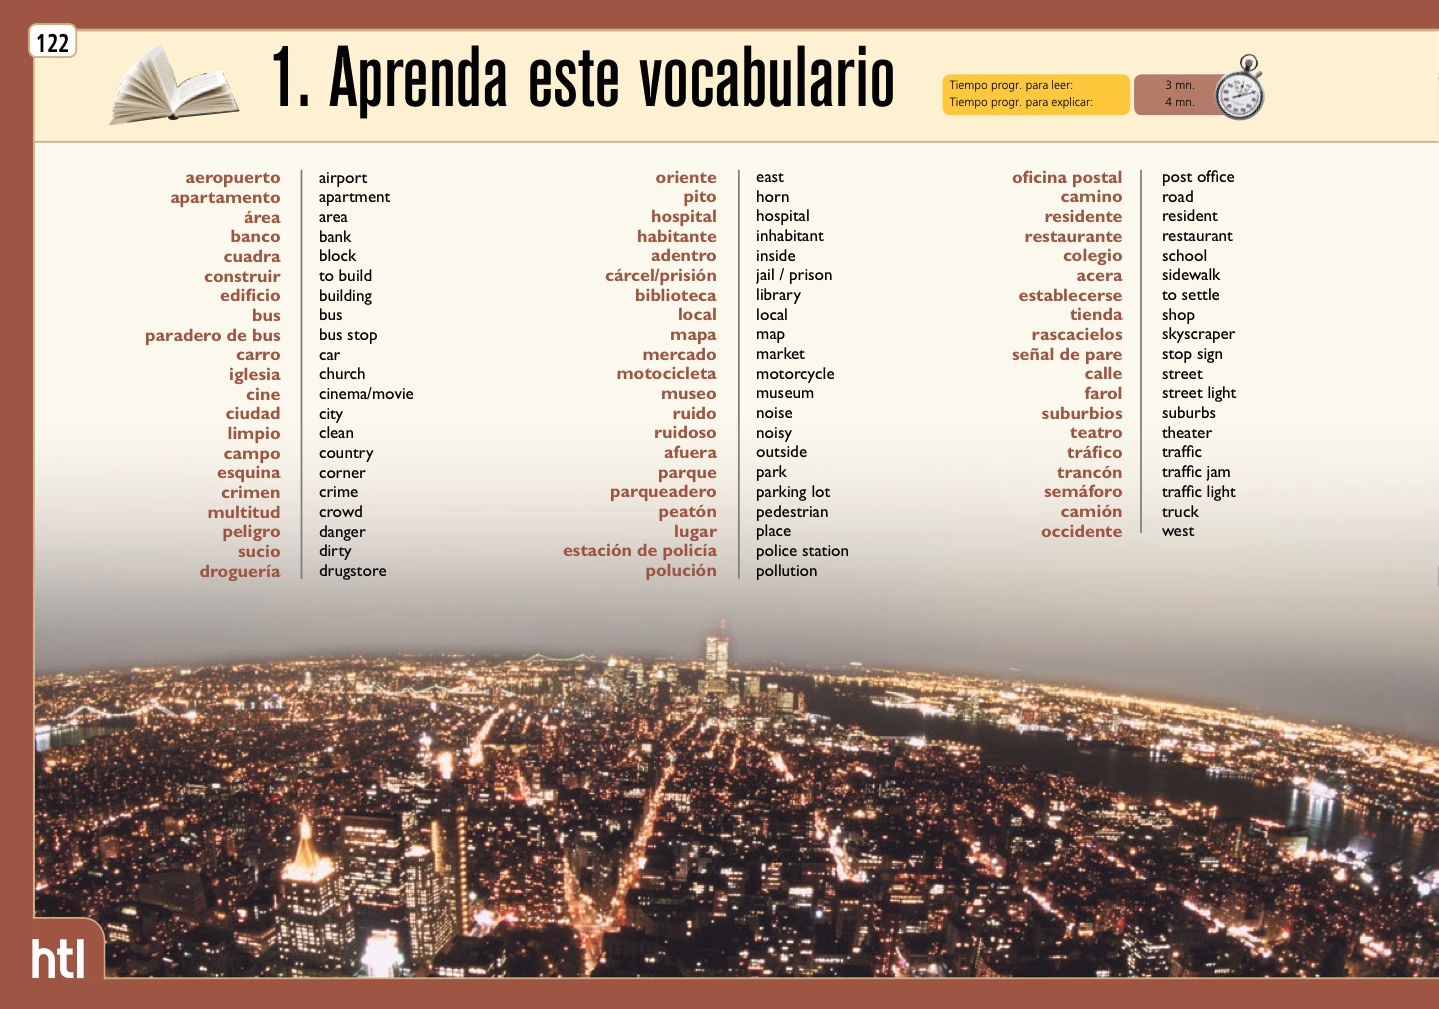 122
1. Aprenda este vocabulario
Tiempo progr. para leer: 3 mn.
Tiempo progr. para explicar: 4 mn.
aeropuerto airport
apartamento apartment
área area
banco bank
cuadra block
construir to build
edificio building
bus bus
paradero de bus bus stop
carro car
iglesia church
cine cinema/movie
ciudad city
limpio clean
campo country
esquina corner
crimen crime
multitud crowd
peligro danger
sucio dirty
droguería drugstore
oriente east
pito horn
hospital hospital
habitante inhabitant
adentro inside
cárcel/prisión jail / prison
biblioteca library
local local
mapa map
mercado market
motocicleta motorcycle
museo museum
ruido noise
ruidoso noisy
afuera outside
parque park
parqueadero parking lot
peatón pedestrian
lugar place
estación de policía police station
polución pollution
oficina postal post office
camino road
residente resident
restaurante restaurant
colegio school
acera sidewalk
establecerse to settle
tienda shop
rascacielos skyscraper
señal de pare stop sign
calle street
farol street light
suburbios suburbs
teatro theater
tráfico traffic
trancón traffic jam
semáforo traffic light
camión truck
occidente west
htl